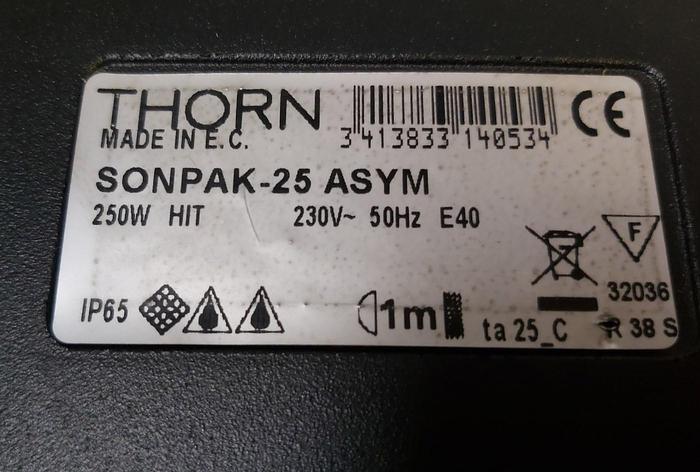 THORN
MADE IN E.C.
3 413833 140534
CE
SONPAK-25 ASYM
250W HIT 230V~ 50Hz E40
F
IP65
1m
ta 25_C
32036
R 38 S